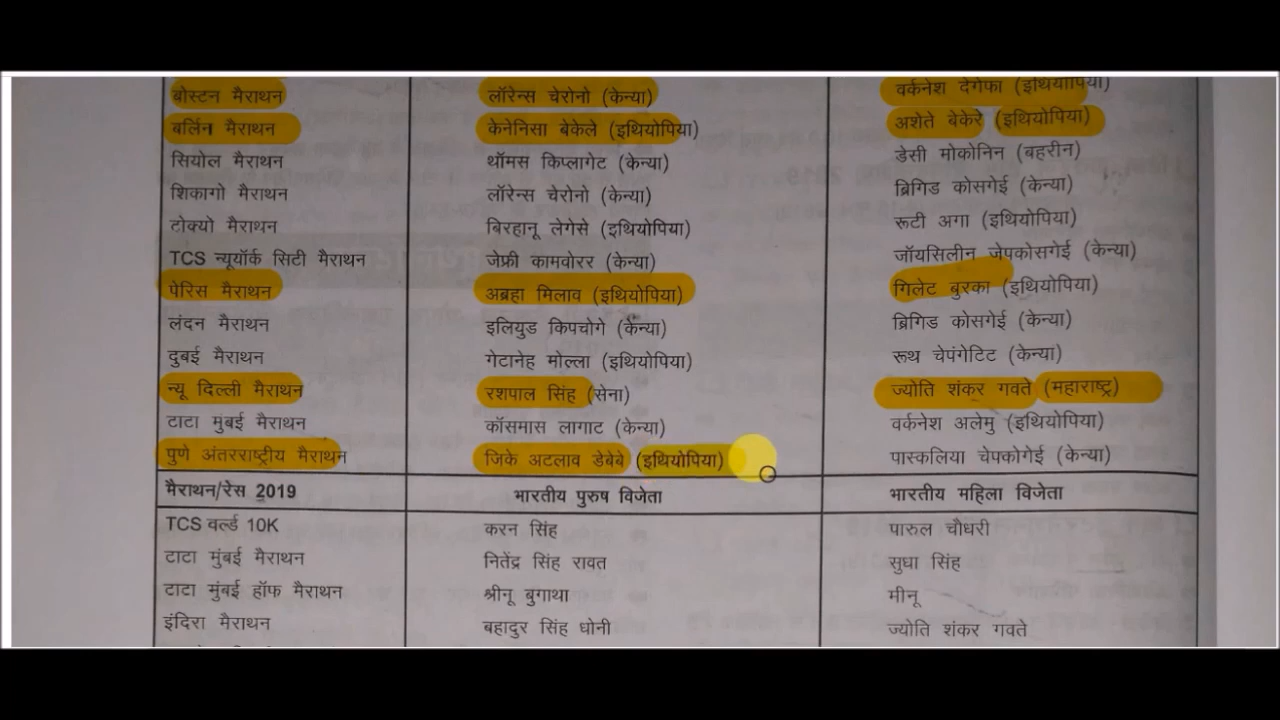 बोस्टन मैराथन लॉरेन्स चेरोनो (केन्या) वर्कनेश देगेफा (इथियोपिया)
बर्लिन मैराथन केनेनिसा बेकेले (इथियोपिया) अशेते बेकेरे (इथियोपिया)
सियोल मैराथन थॉमस किप्लागेट (केन्या) डेसी मोकोनिन (बहरीन)
शिकागो मैराथन लॉरेन्स चेरोनो (केन्या) ब्रिगिड कोसगेई (केन्या)
टोक्यो मैराथन बिरहानू लेगेसे (इथियोपिया) रूटी अगा (इथियोपिया)
TCS न्यूयॉर्क सिटी मैराथन जेफ्री कामवोरर (केन्या) जॉयसिलीन जेपकोसगेई (केन्या)
पेरिस मैराथन अब्रहा मिलाव (इथियोपिया) गिलेट बुरका (इथियोपिया)
लंदन मैराथन इलियुड किपचोगे (केन्या) ब्रिगिड कोसगेई (केन्या)
दुबई मैराथन गेटानेह मोल्ला (इथियोपिया) रूथ चेपंगेटिट (केन्या)
न्यू दिल्ली मैराथन रशपाल सिंह (सेना) ज्योति शंकर गवते (महाराष्ट्र)
टाटा मुंबई मैराथन कॉसमास लागाट (केन्या) वर्कनेश अलेमु (इथियोपिया)
पुणे अंतरराष्ट्रीय मैराथन जिके अटलाव डेबेबे (इथियोपिया) पास्कलिया चेपकोगेई (केन्या)
मैराथन/रेस 2019 भारतीय पुरुष विजेता भारतीय महिला विजेता
TCS वर्ल्ड 10K करन सिंह पारुल चौधरी
टाटा मुंबई मैराथन नितेंद्र सिंह रावत सुधा सिंह
टाटा मुंबई हॉफ मैराथन श्रीनू बुगाथा मीनू
इंदिरा मैराथन बहादुर सिंह धोनी ज्योति शंकर गवते